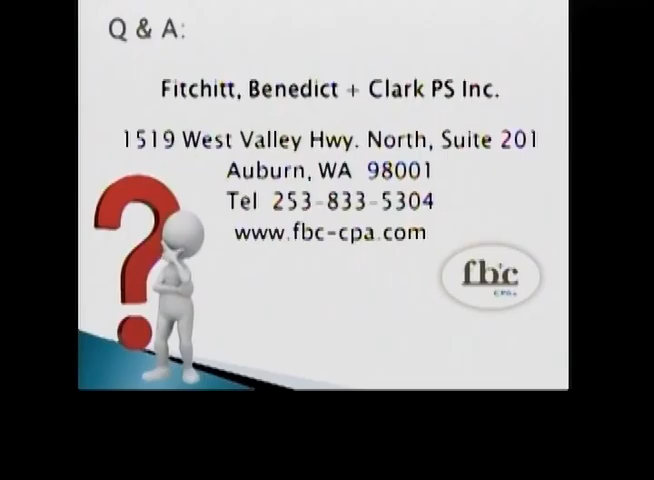 Q & A:
Fitchitt, Benedict + Clark PS Inc.
1519 West Valley Hwy. North, Suite 201
Auburn, WA 98001
Tel 253-833-5304
www.fbc-cpa.com
fbc
CPAs